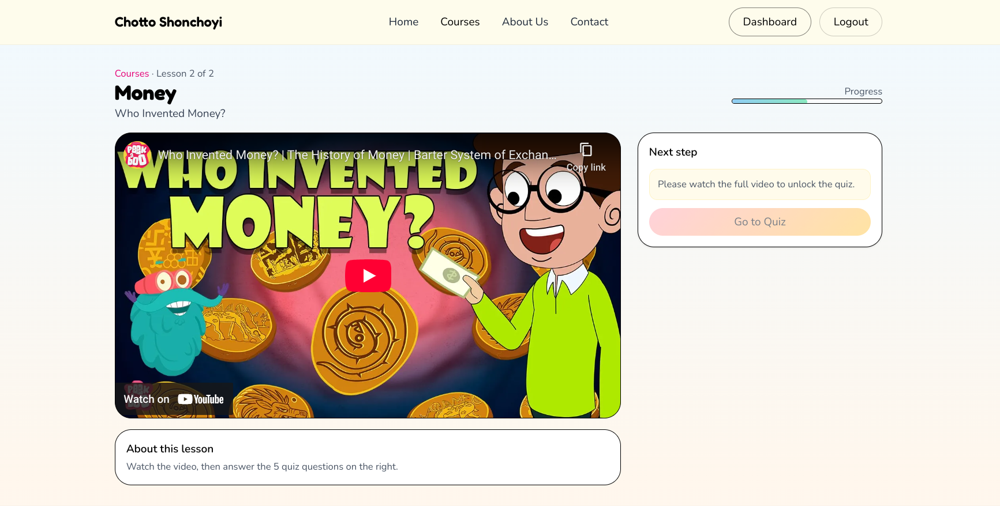 Chotto Shonchoyi
Home
Courses
About Us
Contact
Dashboard
Logout
Courses · Lesson 2 of 2
Money
Who Invented Money?
Progress
PEEK
A
BOO
Who Invented Money? | The History of Money | Barter System of Exchan...
Copy link
WHO INVENTED
MONEY?
Watch on YouTube
Next step
Please watch the full video to unlock the quiz.
Go to Quiz
About this lesson
Watch the video, then answer the 5 quiz questions on the right.